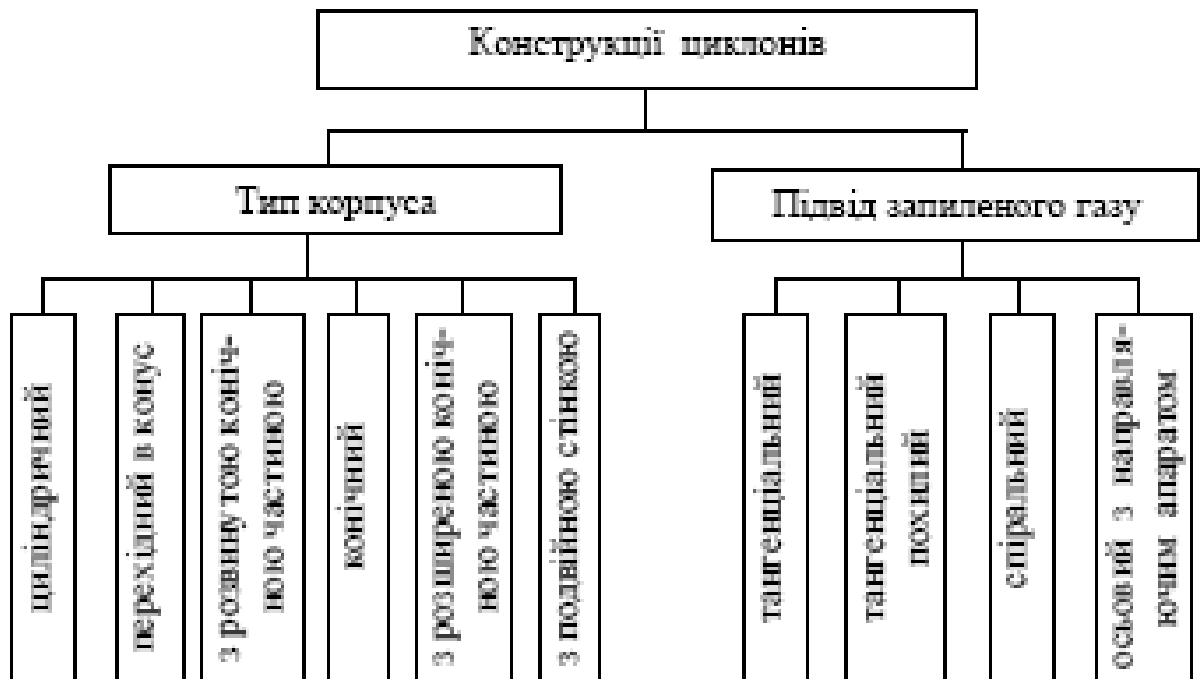 Конструкції циклонів
Тип корпуса
Підвід запиленого газу
циліндричний
перехідний в конус
з розвинутою коніч-
ною частиною
конічний
з розширеною коніч-
ною частиною
з подвійною стінкою
тангенціальний
тангенціальний
похилий
спіральний
осьовий з направля-
ючим апаратом